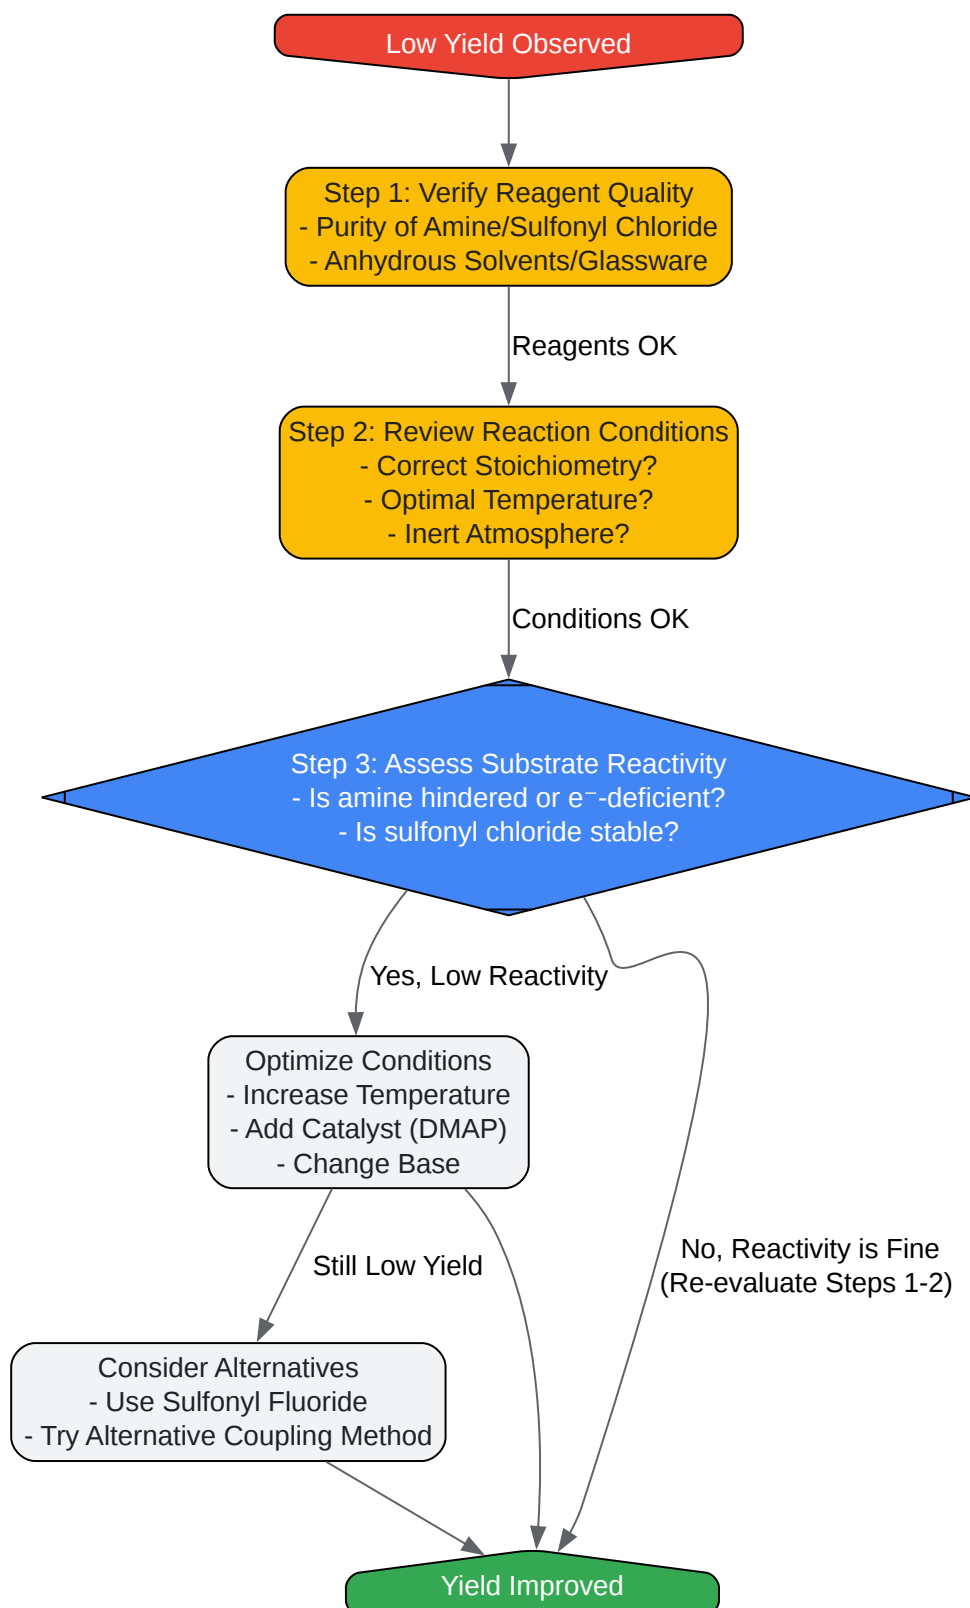 Low Yield Observed
Step 1: Verify Reagent Quality
- Purity of Amine/Sulfonyl Chloride
- Anhydrous Solvents/Glassware
Reagents OK
Step 2: Review Reaction Conditions
- Correct Stoichiometry?
- Optimal Temperature?
- Inert Atmosphere?
Conditions OK
Step 3: Assess Substrate Reactivity
- Is amine hindered or e⁻-deficient?
- Is sulfonyl chloride stable?
Yes, Low Reactivity
Optimize Conditions
- Increase Temperature
- Add Catalyst (DMAP)
- Change Base
No, Reactivity is Fine
(Re-evaluate Steps 1-2)
Still Low Yield
Consider Alternatives
- Use Sulfonyl Fluoride
- Try Alternative Coupling Method
Yield Improved